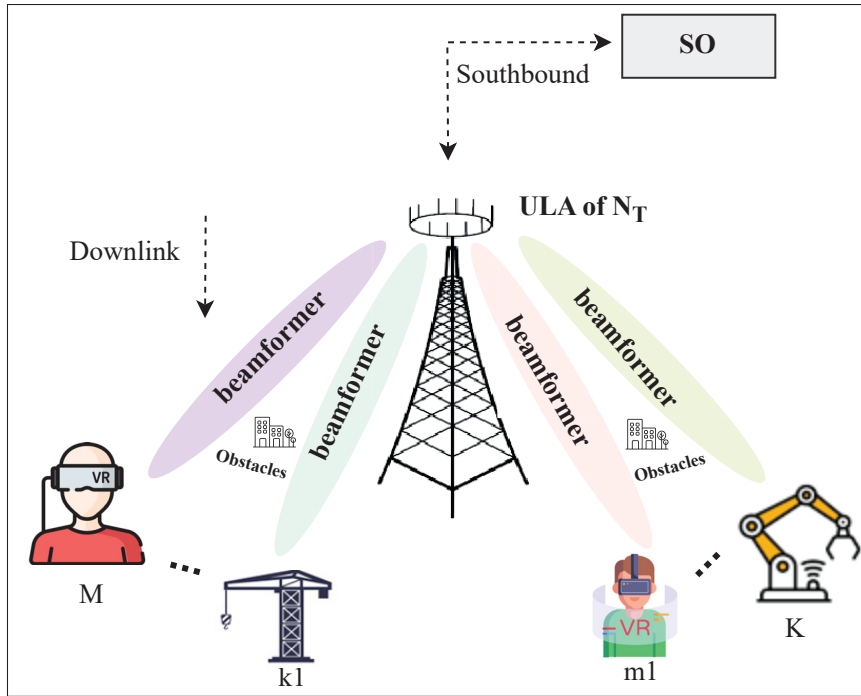 SO
Southbound
ULA of N_T
Downlink
beamformer
beamformer
beamformer
beamformer
Obstacles
Obstacles
VR
VR
M
k1
m1
K